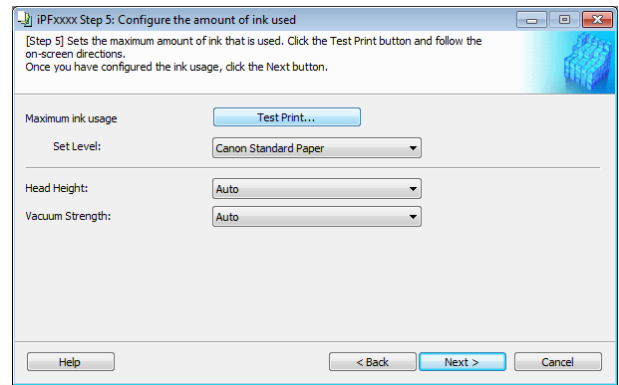 iPFxxxx Step 5: Configure the amount of ink used
[Step 5] Sets the maximum amount of ink that is used. Click the Test Print button and follow the
on-screen directions.
Once you have configured the ink usage, click the Next button.
Maximum ink usage Test Print...
Set Level: Canon Standard Paper
Head Height: Auto
Vacuum Strength: Auto
Help < Back Next > Cancel